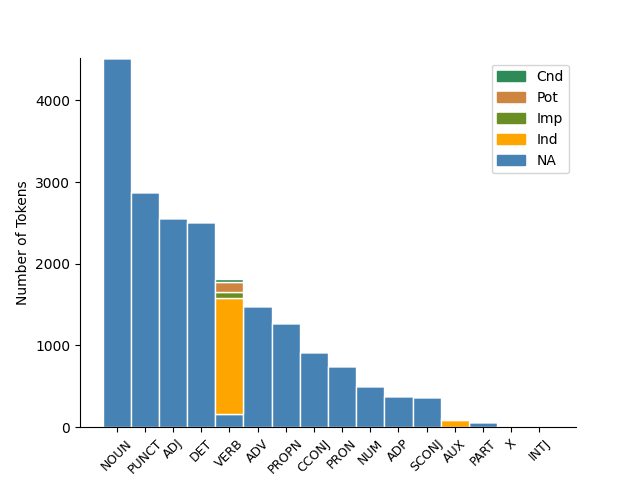 Cnd
Pot
Imp
Ind
NA
Number of Tokens
4000
3000
2000
1000
0
NOUN
PUNCT
ADJ
DET
VERB
ADV
PROPN
CCONJ
PRON
NUM
ADP
SCONJ
AUX
PART
X
INTJ